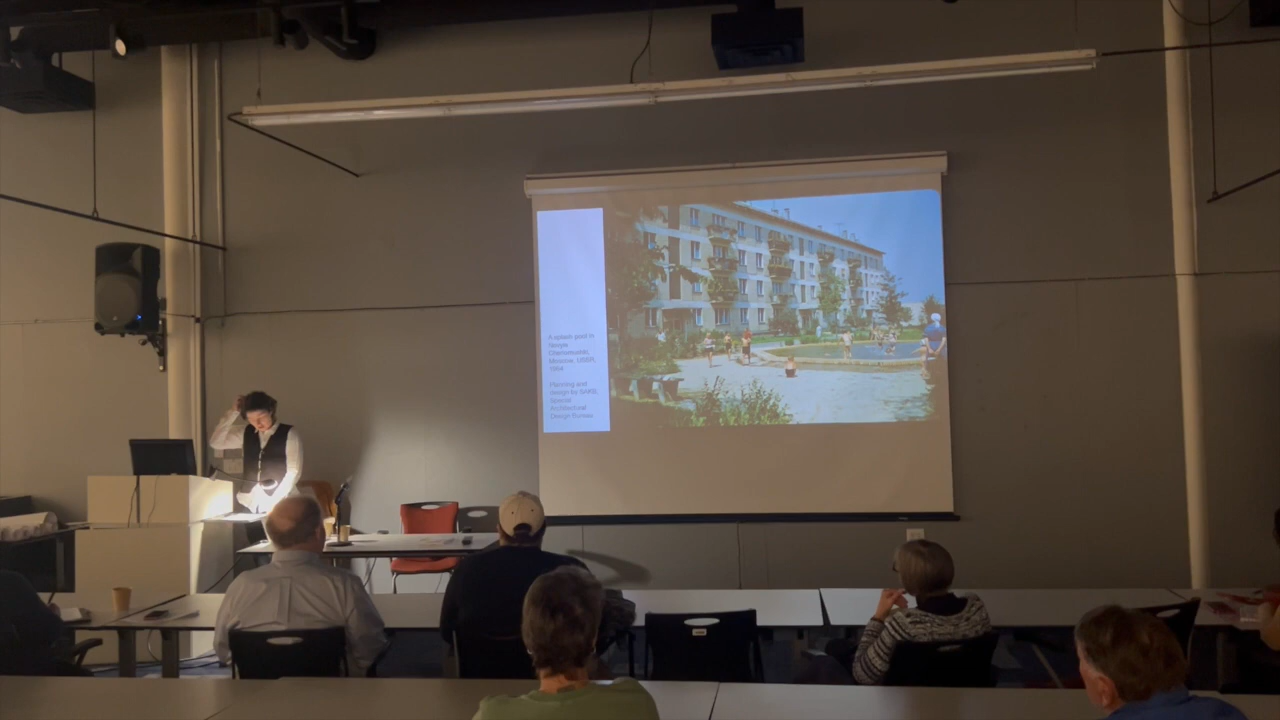 A splash pool in
Novye
Cheremushki,
Moscow, USSR,
1964
Planning and
design by SAKB,
Special
Architectural
Design Bureau